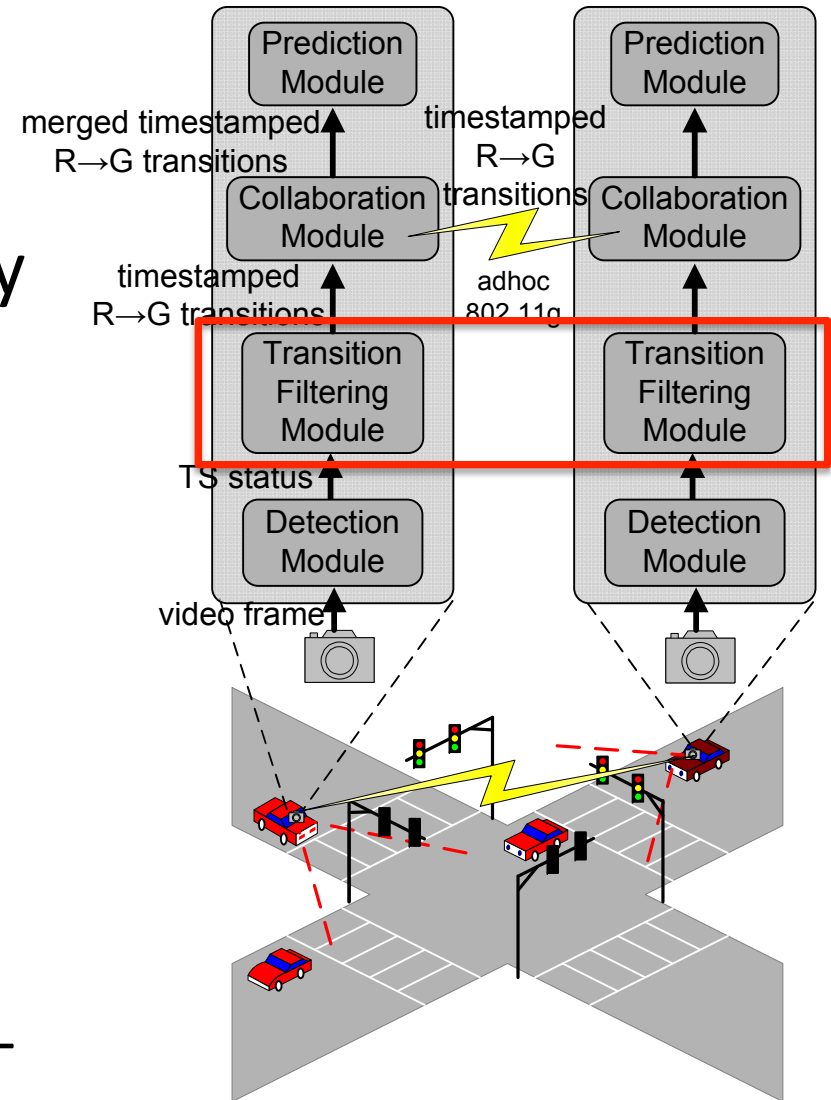 Prediction
Module
Prediction
Module
merged timestamped
R→G transitions
timestamped
R→G
transitions
Collaboration
Module
Collaboration
Module
y
timestamped
R→G transitions
adhoc
802.11g
Transition
Filtering
Module
Transition
Filtering
Module
TS status
Detection
Module
Detection
Module
video frame